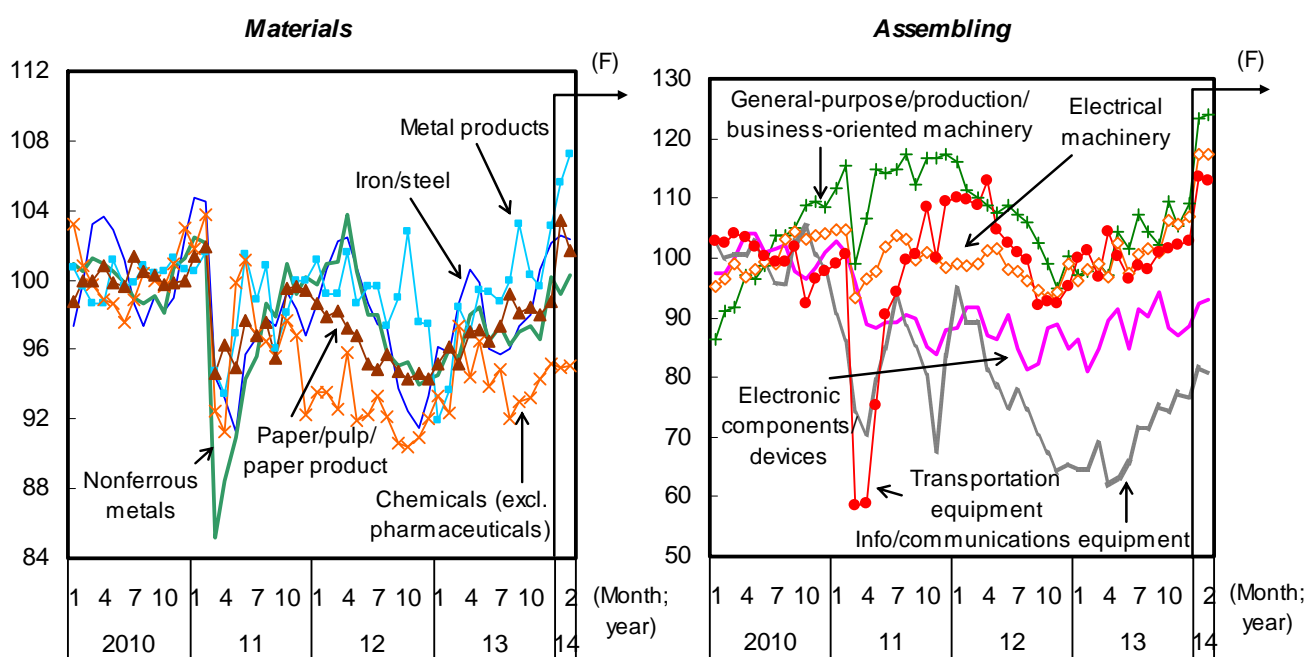 Materials
(F)
112
108
104
100
96
92
88
84
Metal products
Iron/steel
Paper/pulp/
paper product
Nonferrous
metals
Chemicals (excl.
pharmaceuticals)
1 4 7 10 1 4 7 10 1 4 7 10 1 4 7 10 1 2
(Month;
year)
2010 11 12 13 14
Assembling
(F)
130
120
110
100
90
80
70
60
50
General-purpose/production/
business-oriented machinery
Electrical
machinery
Electronic
components/
devices
Transportation
equipment
Info/communications equipment
1 4 7 10 1 4 7 10 1 4 7 10 1 4 7 10 1 2
(Month;
year)
2010 11 12 13 14